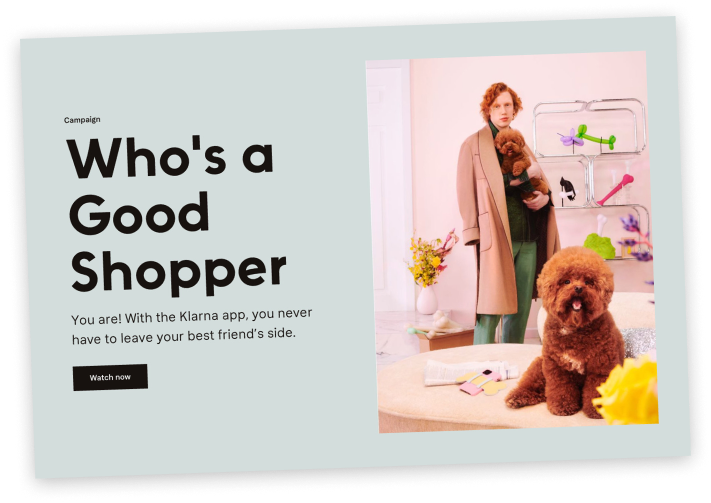 Campaign
Who's a
Good
Shopper
You are! With the Klarna app, you never
have to leave your best friend's side.
Watch now